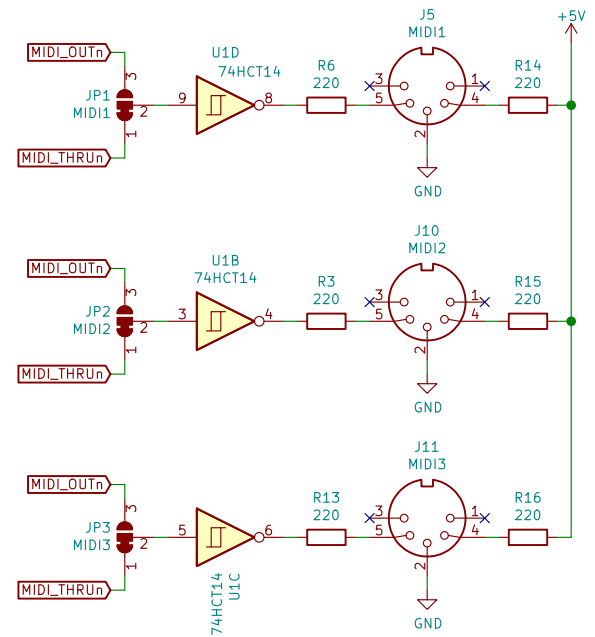 +5V
J5
MIDI1
MIDI_OUTn
U1D
74HCT14
R6
220
R14
220
3
JP1
MIDI1
2
1
9
8
3
1
5
4
2
MIDI_THRUn
GND
J10
MIDI2
MIDI_OUTn
U1B
74HCT14
R3
220
R15
220
3
JP2
MIDI2
2
1
3
4
3
1
5
4
2
MIDI_THRUn
GND
J11
MIDI3
MIDI_OUTn
R13
220
R16
220
3
JP3
MIDI3
2
1
5
6
3
1
5
4
2
74HCT14
U1C
MIDI_THRUn
GND